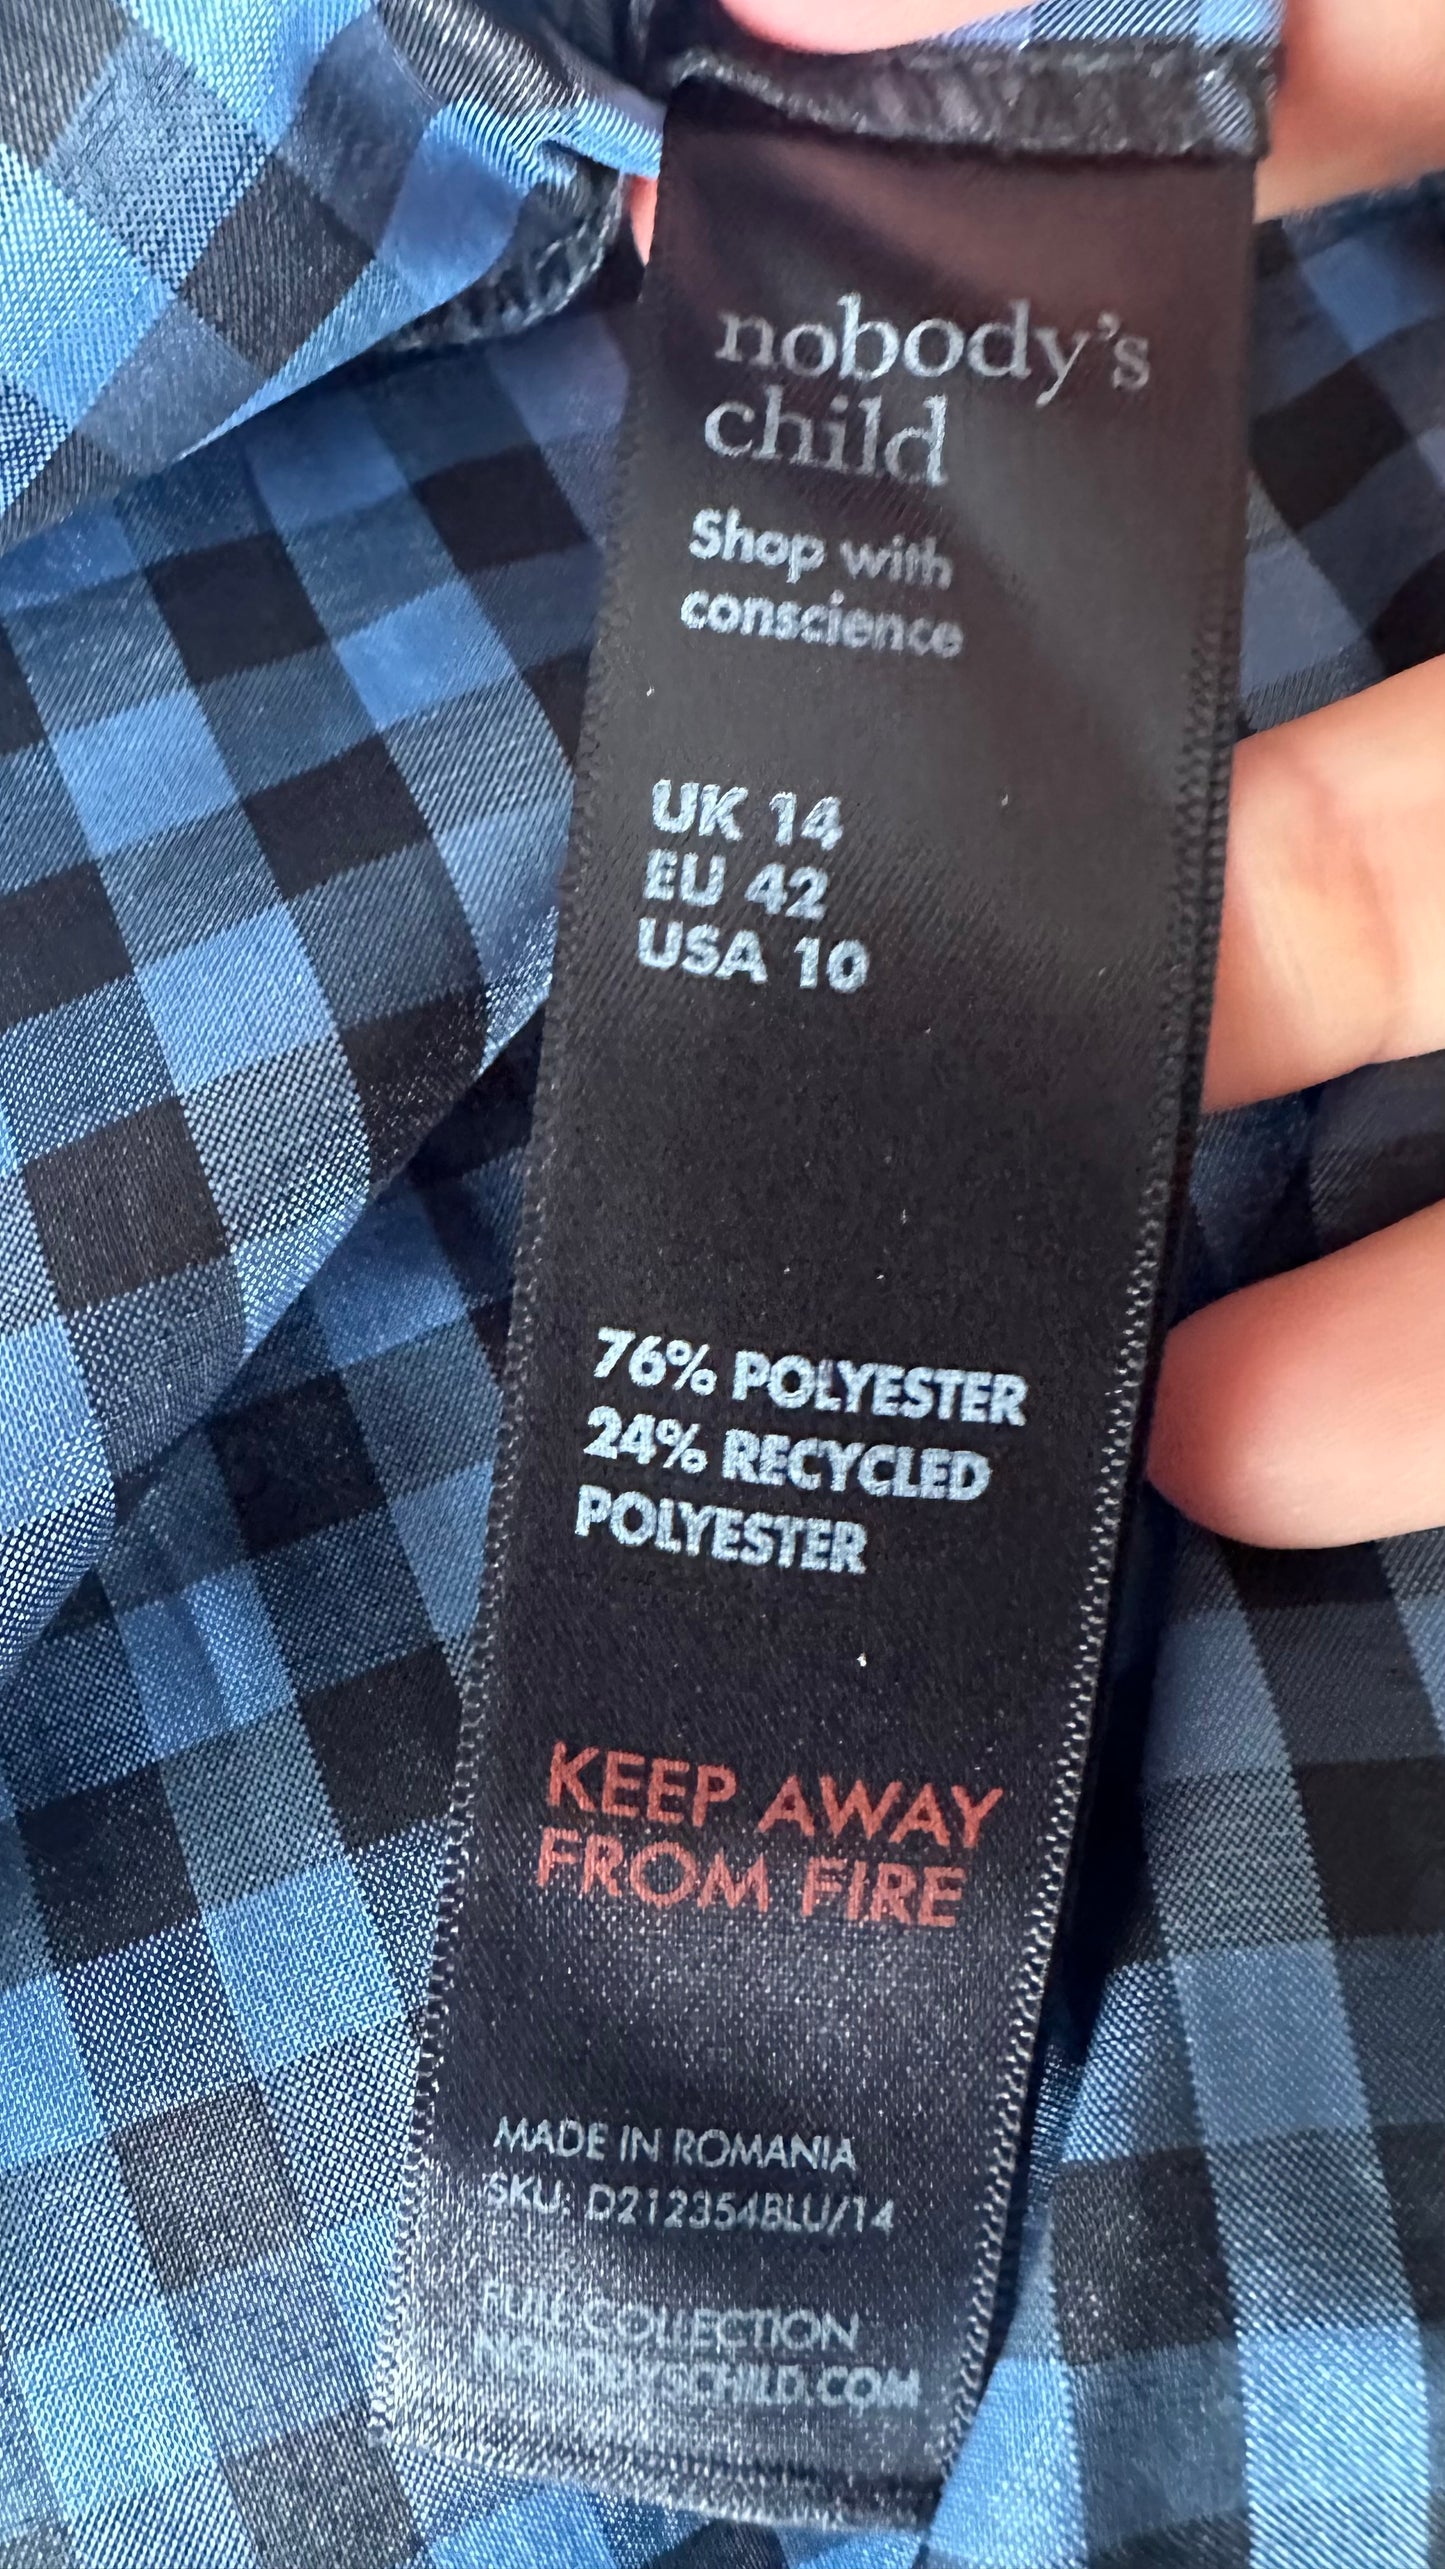 nobody's
child
Shop with
conscience
UK 14
EU 42
USA 10
76% POLYESTER
24% RECYCLED
POLYESTER
KEEP AWAY
FROM FIRE
MADE IN ROMANIA
SKU: D212354BLU/14
FULL COLLECTION
NOBODYSCHILD.COM